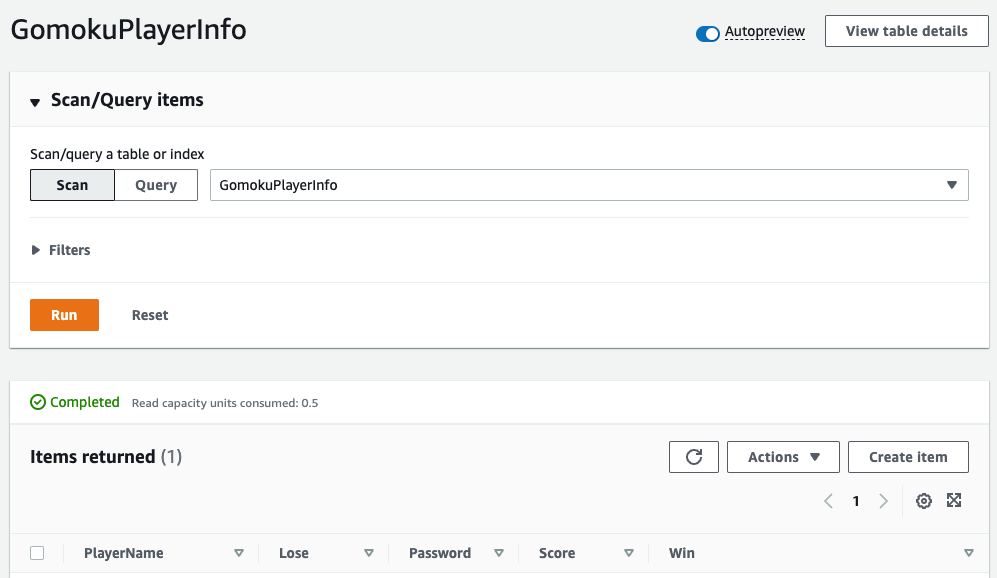 GomokuPlayerInfo
Autopreview
View table details
Scan/Query items
Scan/query a table or index
Scan Query GomokuPlayerInfo
Filters
Run Reset
Completed Read capacity units consumed: 0.5
Items returned (1)
Actions Create item
1
PlayerName Lose Password Score Win